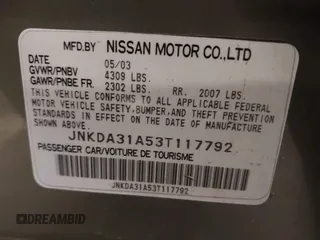 MFD.BY NISSAN MOTOR CO.,LTD
DATE 05/03
GVWR/PNBV 4309 LBS.
GAWR/PNBE FR. 2302 LBS. RR. 2007 LBS.
THIS VEHICLE CONFORMS TO ALL APPLICABLE FEDERAL
MOTOR VEHICLE SAFETY,BUMPER,AND THEFT PREVENTION
STANDARDS IN EFFECT ON THE DATE OF
MANUFACTURE SHOWN ABOVE.
JNKDA31A53T117792
PASSENGER CAR/VOITURE DE TOURISME
JNKDA31A53T117792
DREAMBID